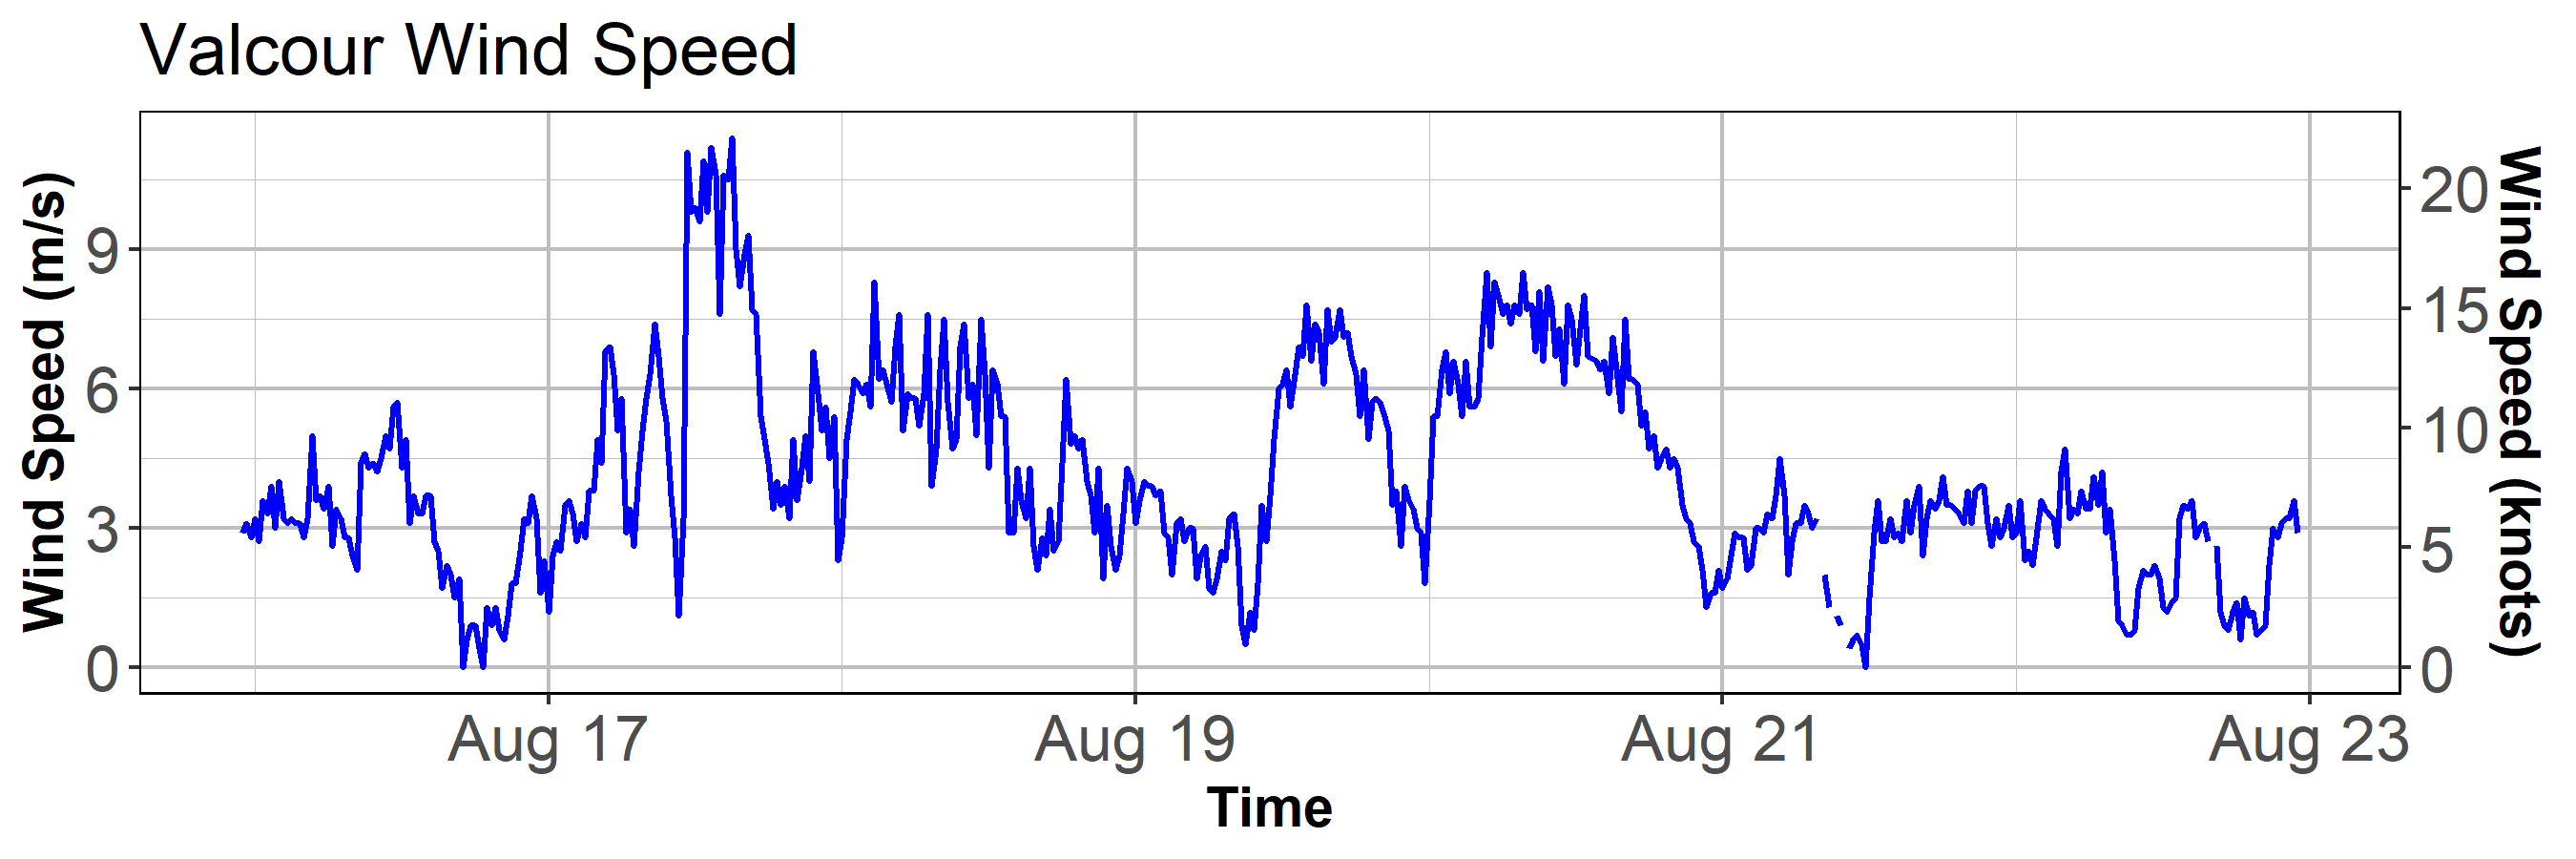 Valcour Wind Speed
Wind Speed (m/s)
9
6
3
0
20
15
10
5
0
Wind Speed (knots)
Aug 17
Aug 19
Aug 21
Aug 23
Time